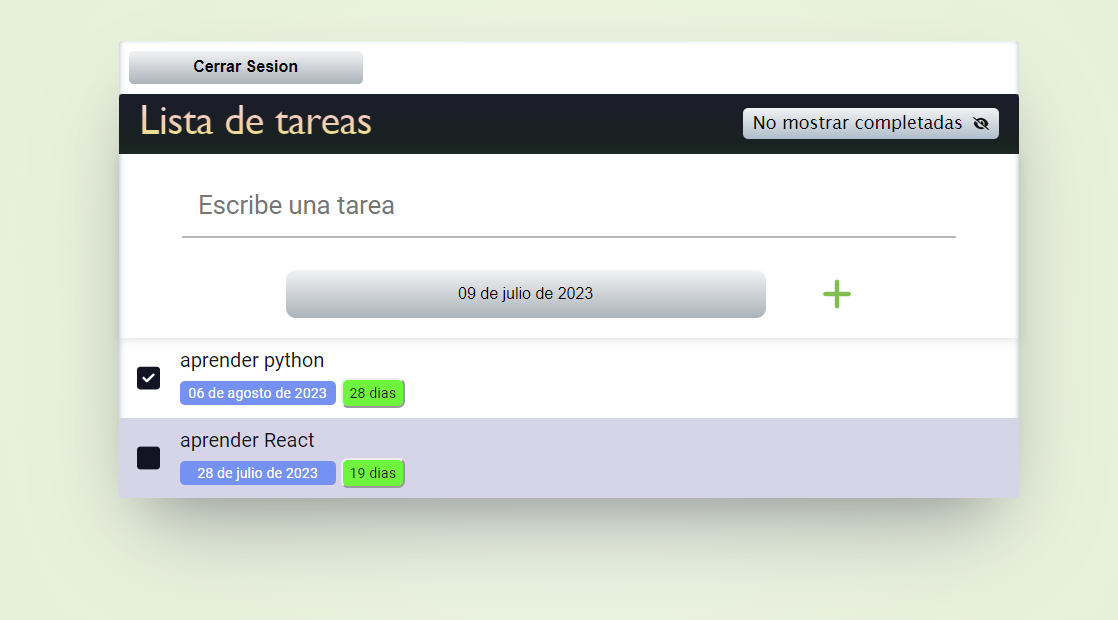 Cerrar Sesion
Lista de tareas
No mostrar completadas
Escribe una tarea
09 de julio de 2023
aprender python
06 de agosto de 2023 28 dias
aprender React
28 de julio de 2023 19 dias